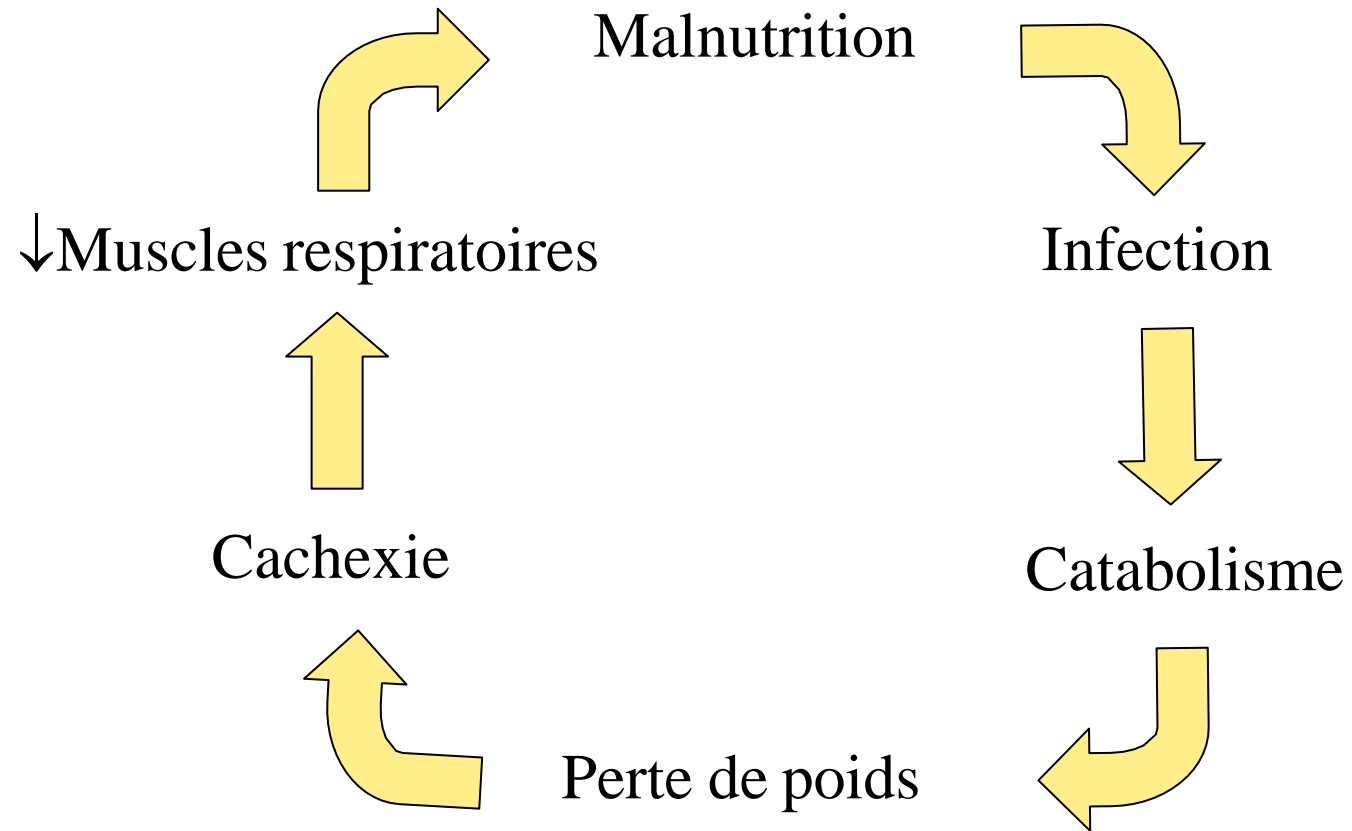 Malnutrition
↓Muscles respiratoires
Infection
Cachexie
Catabolisme
Perte de poids